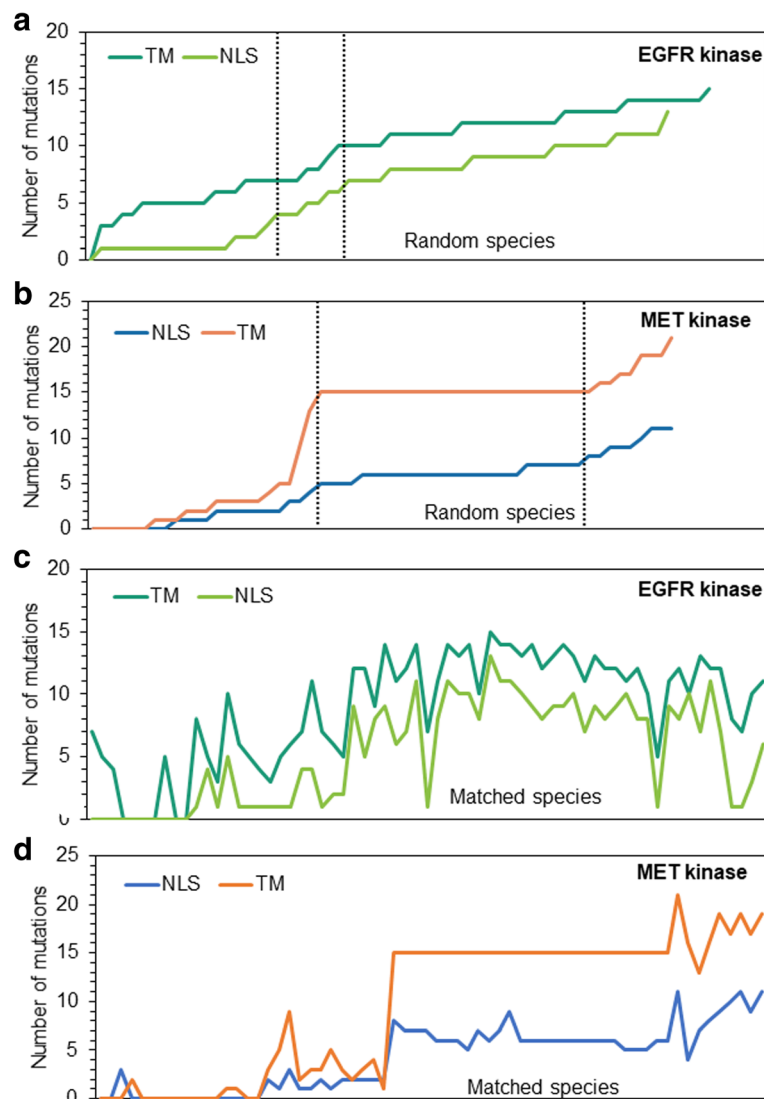 a
20
15
10
5
0
Number of mutations
TM NLS
EGFR kinase
Random species
b
25
20
15
10
5
0
Number of mutations
NLS TM
MET kinase
Random species
c
20
15
10
5
0
Number of mutations
TM NLS
EGFR kinase
Matched species
d
25
20
15
10
5
0
Number of mutations
NLS TM
MET kinase
Matched species